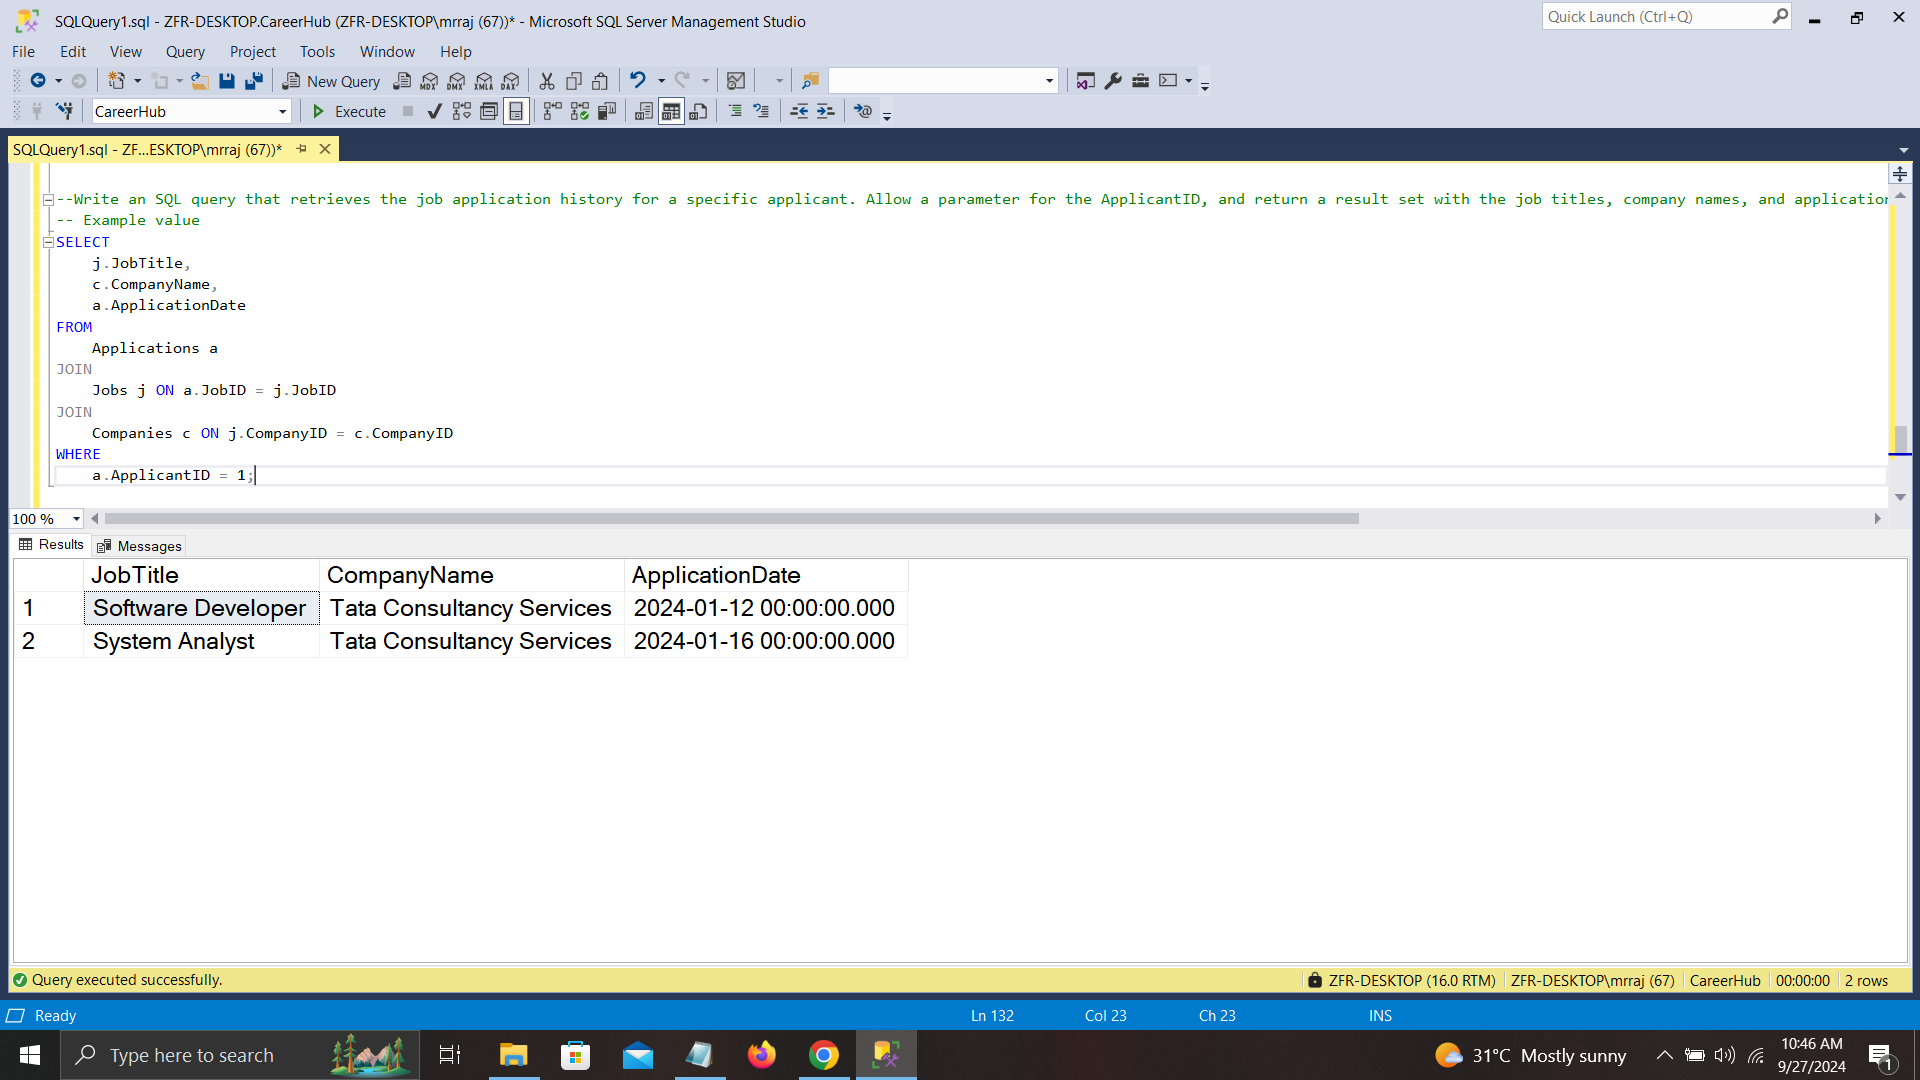 SQLQuery1.sql - ZFR-DESKTOP.CareerHub (ZFR-DESKTOP\mrraj (67))* - Microsoft SQL Server Management Studio
Quick Launch (Ctrl+Q)
File Edit View Query Project Tools Window Help
New Query MDX DMX XMLA DAX
CareerHub Execute
SQLQuery1.sql - ZF...ESKTOP\mrraj (67))*
--Write an SQL query that retrieves the job application history for a specific applicant. Allow a parameter for the ApplicantID, and return a result set with the job titles, company names, and application
-- Example value
SELECT
j.JobTitle,
c.CompanyName,
a.ApplicationDate
FROM
Applications a
JOIN
Jobs j ON a.JobID = j.JobID
JOIN
Companies c ON j.CompanyID = c.CompanyID
WHERE
a.ApplicantID = 1;
100 %
Results Messages
JobTitle CompanyName ApplicationDate
1 Software Developer Tata Consultancy Services 2024-01-12 00:00:00.000
2 System Analyst Tata Consultancy Services 2024-01-16 00:00:00.000
Query executed successfully. ZFR-DESKTOP (16.0 RTM) ZFR-DESKTOP\mrraj (67) CareerHub 00:00:00 2 rows
Ready Ln 132 Col 23 Ch 23 INS
Type here to search 31°C Mostly sunny 10:46 AM
9/27/2024 1